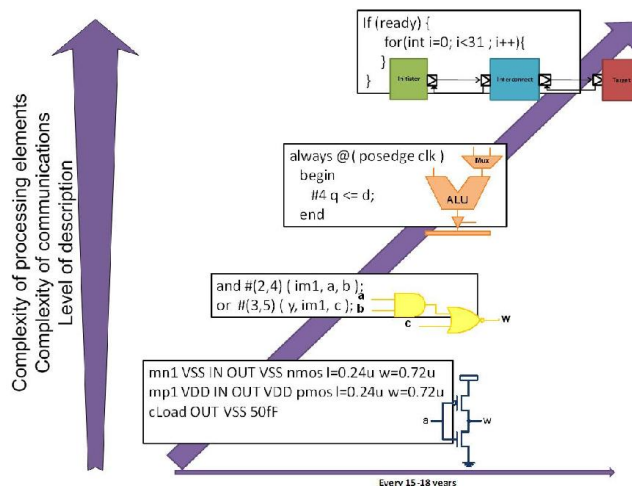 Complexity of processing elements
Complexity of communications
Level of description
If (ready) {
for(int i=0; i<31 ; i++){
}
}
Initiator
Interconnect
Target
always @( posedge clk )
begin
#4 q <= d;
end
Mux
ALU
and #(2,4) ( im1, a, b );
or #(3,5) ( y, im1, c );
a
b
c
w
mn1 VSS IN OUT VSS nmos l=0.24u w=0.72u
mp1 VDD IN OUT VDD pmos l=0.24u w=0.72u
cLoad OUT VSS 50fF
a
w
Every 15-18 years